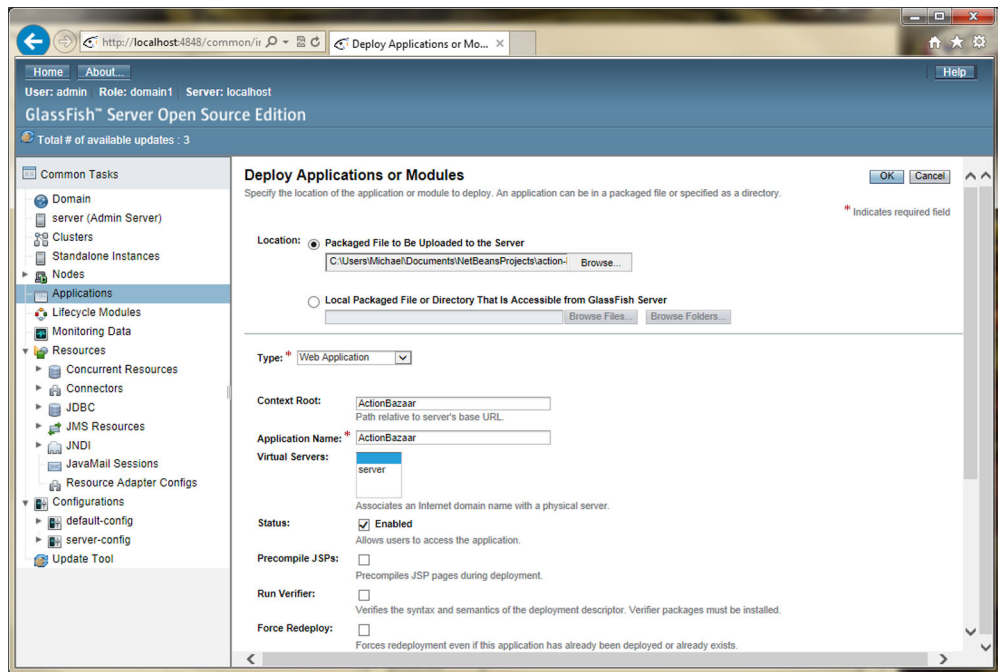 http://localhost:4848/common/ir
Deploy Applications or Mo...
Home About...
Help
User: admin Role: domain1 Server: localhost
GlassFish™ Server Open Source Edition
Total # of available updates : 3
Common Tasks
Domain
server (Admin Server)
Clusters
Standalone Instances
Nodes
Applications
Lifecycle Modules
Monitoring Data
Resources
Concurrent Resources
Connectors
JDBC
JMS Resources
JNDI
JavaMail Sessions
Resource Adapter Configs
Configurations
default-config
server-config
Update Tool
Deploy Applications or Modules
OK Cancel
Specify the location of the application or module to deploy. An application can be in a packaged file or specified as a directory.
* Indicates required field
Location: Packaged File to Be Uploaded to the Server
C:\Users\Michael\Documents\NetBeansProjects\action- Browse...
Local Packaged File or Directory That Is Accessible from GlassFish Server
Browse Files... Browse Folders...
Type: * Web Application
Context Root: ActionBazaar
Path relative to server's base URL.
Application Name: * ActionBazaar
Virtual Servers:
server
Associates an Internet domain name with a physical server.
Status: Enabled
Allows users to access the application.
Precompile JSPs:
Precompiles JSP pages during deployment.
Run Verifier:
Verifies the syntax and semantics of the deployment descriptor. Verifier packages must be installed.
Force Redeploy:
Forces redeployment even if this application has already been deployed or already exists.